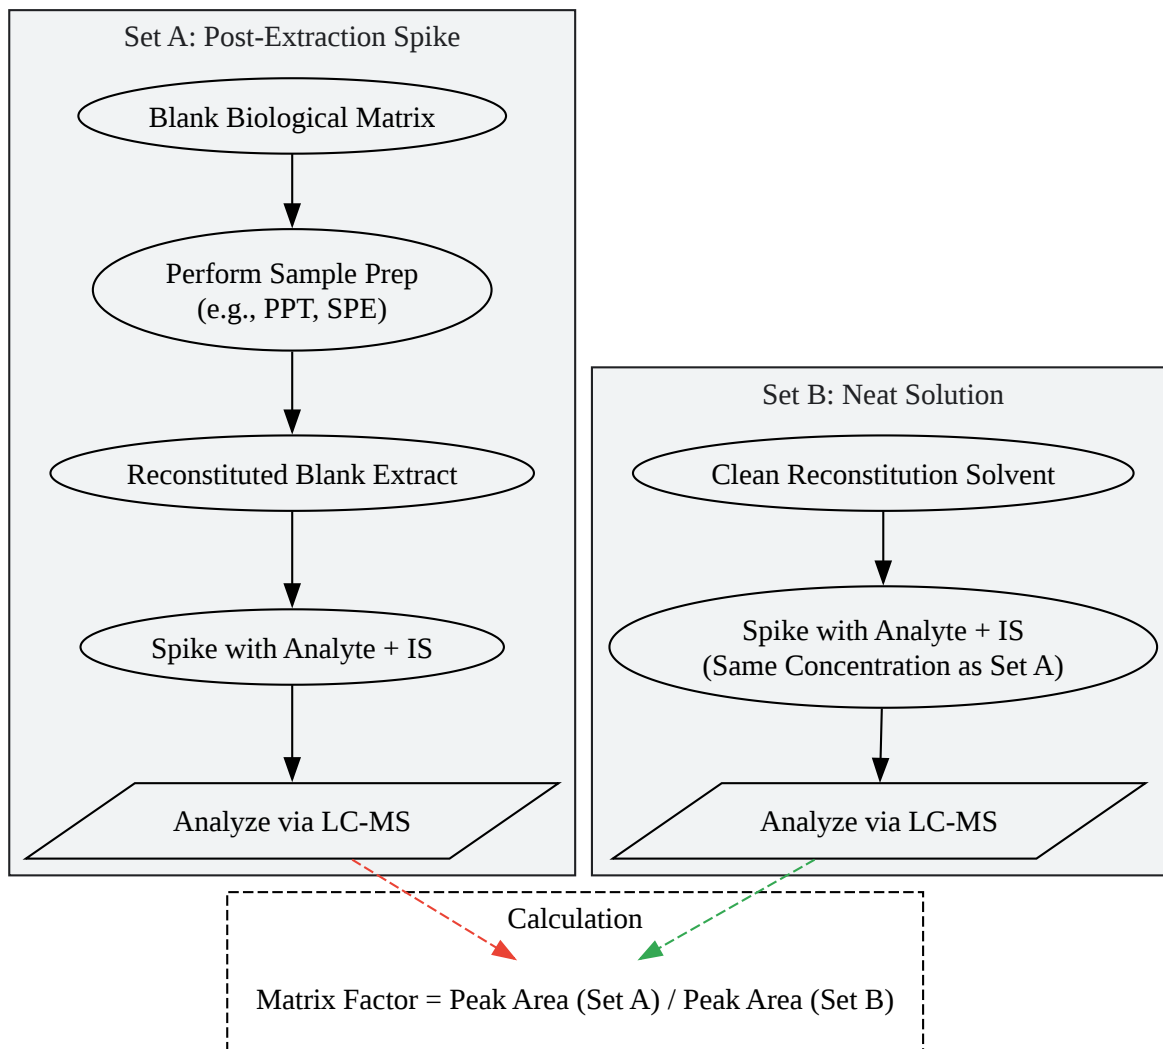 Set A: Post-Extraction Spike
Blank Biological Matrix
Perform Sample Prep
(e.g., PPT, SPE)
Reconstituted Blank Extract
Spike with Analyte + IS
Analyze via LC-MS
Set B: Neat Solution
Clean Reconstitution Solvent
Spike with Analyte + IS
(Same Concentration as Set A)
Analyze via LC-MS
Calculation
Matrix Factor = Peak Area (Set A) / Peak Area (Set B)